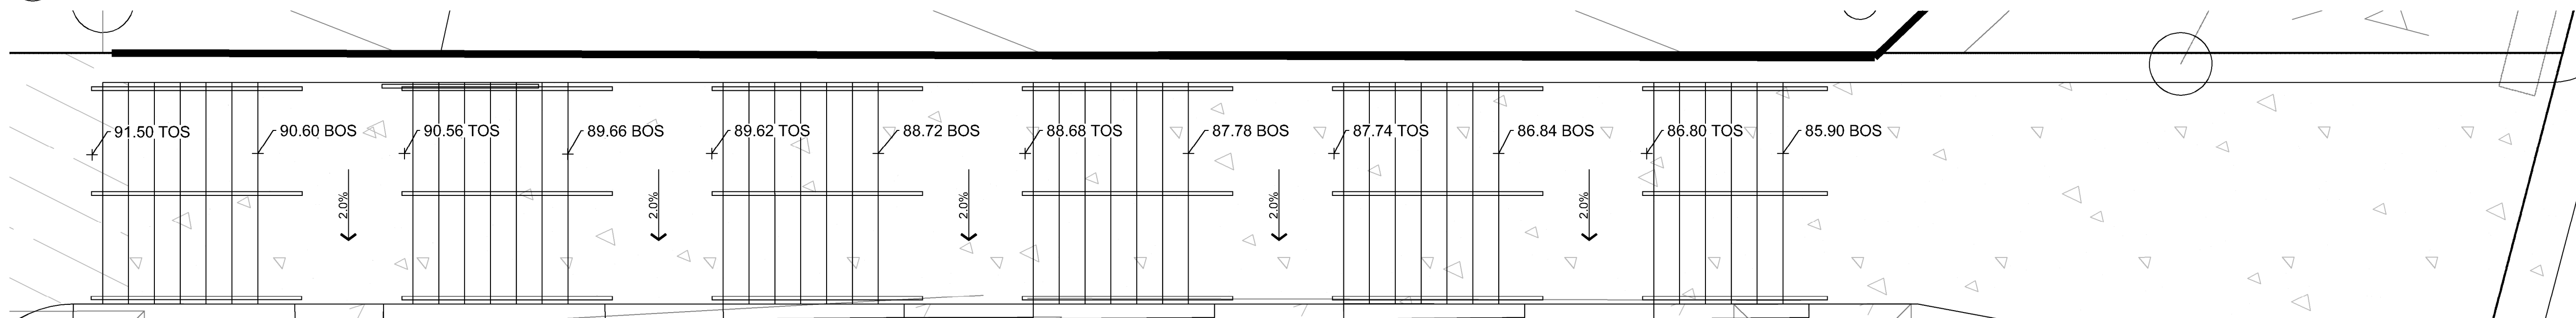 91.50 TOS
90.60 BOS
90.56 TOS
89.66 BOS
89.62 TOS
88.72 BOS
88.68 TOS
87.78 BOS
87.74 TOS
86.84 BOS
86.80 TOS
85.90 BOS
2.0%
2.0%
2.0%
2.0%
2.0%